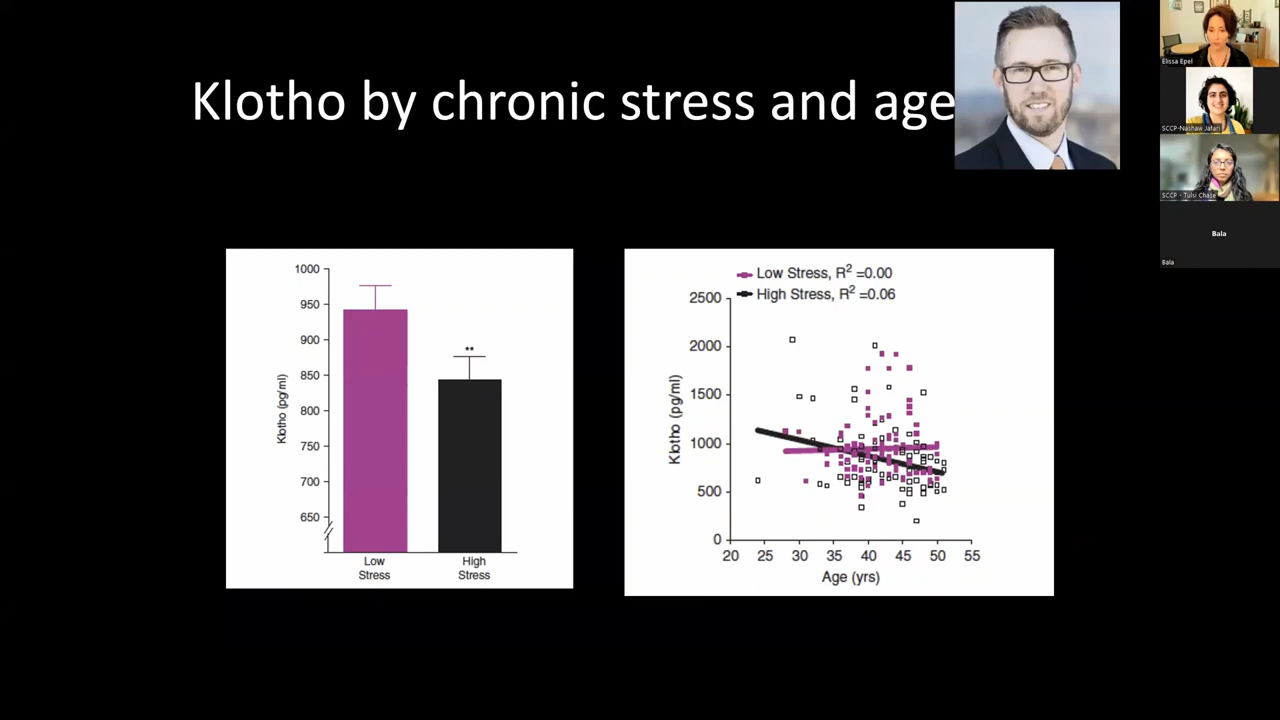 Klotho by chronic stress and age
Elissa Epel
SCCP-Nashaw Jafari
SCCP - Tulsi Chase
Bala
Bala
1000
950
900
850
800
750
700
650
Klotho (pg/ml)
**
Low
Stress
High
Stress
Low Stress, R² =0.00
High Stress, R² =0.06
2500
2000
1500
1000
500
0
Klotho (pg/ml)
20 25 30 35 40 45 50 55
Age (yrs)